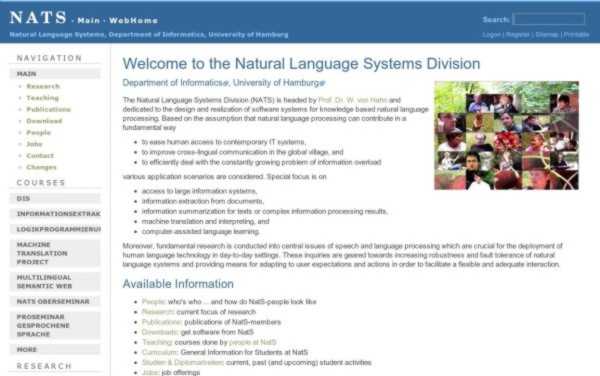 NATS · Main · WebHome
Search:
Natural Language Systems, Department of Informatics, University of Hamburg
Logon | Register | Sitemap | Printable
NAVIGATION
MAIN
Research
Teaching
Publications
Download
People
Jobs
Contact
Changes
COURSES
DIS
INFORMATIONSEXTRAK
LOGIKPROGRAMMIERU
MACHINE
TRANSLATION
PROJECT
MULTILINGUAL
SEMANTIC WEB
NATS OBERSEMINAR
PROSEMINAR
GESPROCHENE
SPRACHE
MORE
RESEARCH
Welcome to the Natural Language Systems Division
Department of Informatics, University of Hamburg
The Natural Language Systems Division (NATS) is headed by Prof. Dr. W. von Hahn and
dedicated to the design and realization of software systems for knowledge based natural language
processing. Based on the assumption that natural language processing can contribute in a
fundamental way
to ease human access to contemporary IT systems,
to improve cross-lingual communication in the global village, and
to efficiently deal with the constantly growing problem of information overload
various application scenarios are considered. Special focus is on
access to large information systems,
information extraction from documents,
information summarization for texts or complex information processing results,
machine translation and interpreting, and
computer-assisted language learning.
Moreover, fundamental research is conducted into central issues of speech and language processing which are crucial for the deployment of
human language technology in day-to-day settings. These inquiries are geared towards increasing robustness and fault tolerance of
natural language systems and providing means for adapting to user expectations and actions in order to facilitate a flexible and adequate interaction.
Available Information
People: who's who ... and how do NatS-people look like
Research: current focus of research
Publications: publications of NatS-members
Downloads: get software from NatS
Teaching: courses done by people at NatS
Curriculum: General Information for Students at NatS
Studien & Diplomarbeiten: current, past (and upcoming) student activities
Jobs: job offerings